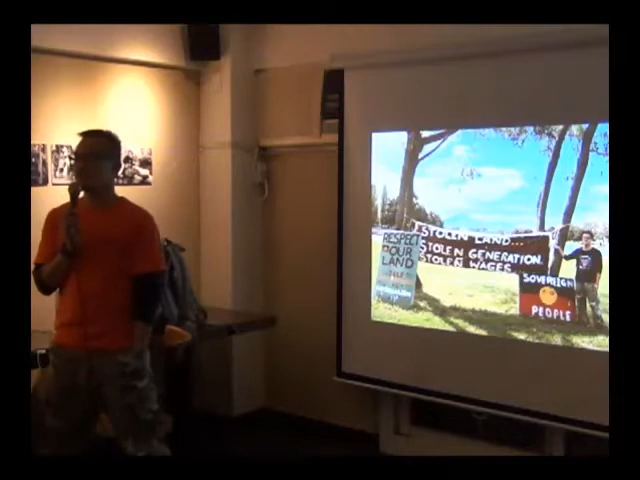 STOLEN LAND...
STOLEN GENERATION.
STOLEN WAGES...
RESPECT
OUR
LAND
SOVEREIGN
PEOPLE